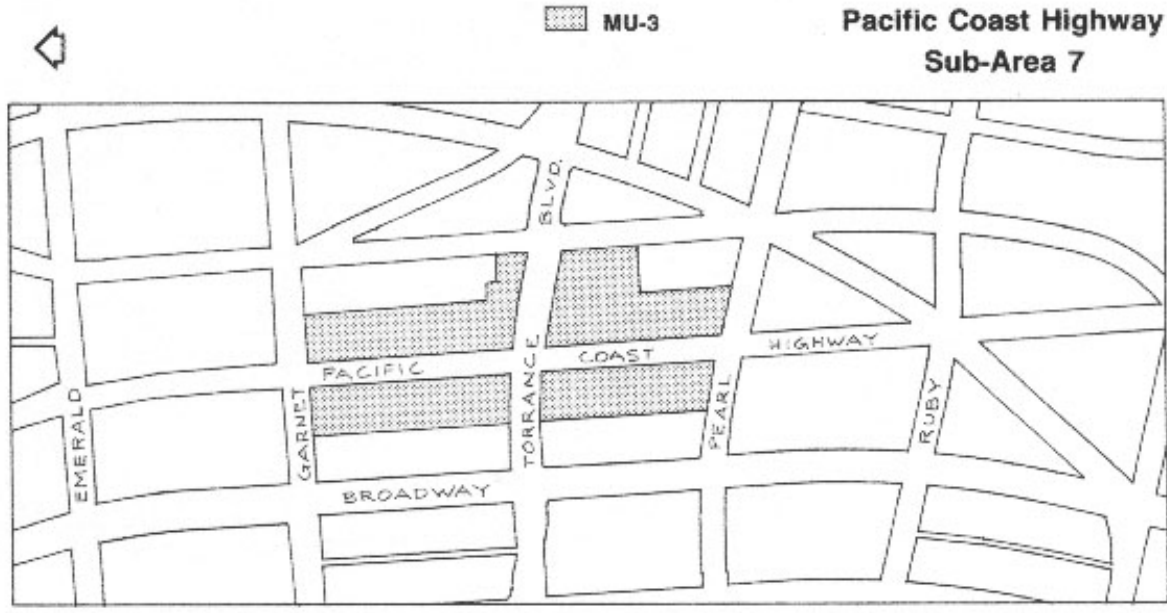 MU-3
Pacific Coast Highway
Sub-Area 7
BLVD.
TORRANCE
PACIFIC
COAST
HIGHWAY
EMERALD
GARNET
PEARL
RUBY
BROADWAY